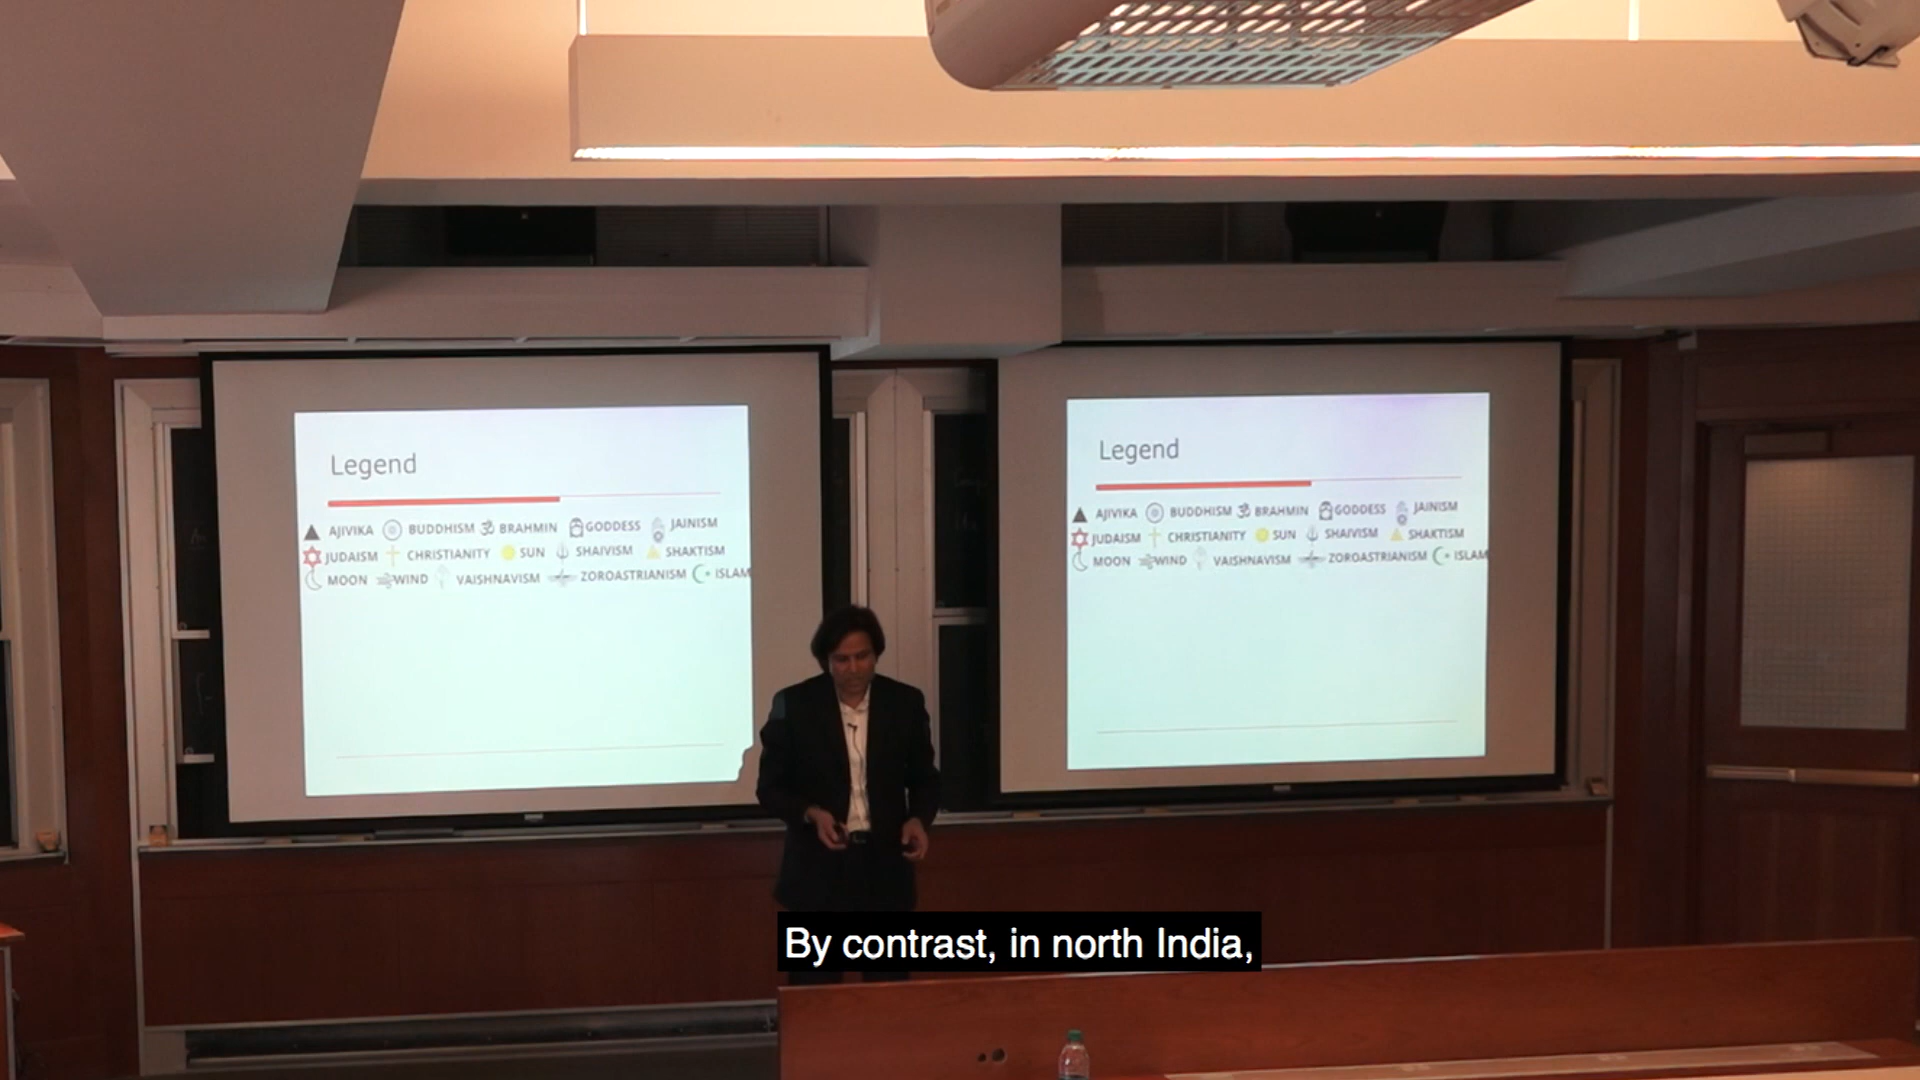 Legend
AJIVIKA BUDDHISM BRAHMIN GODDESS JAINISM
JUDAISM CHRISTIANITY SUN SHAIVISM SHAKTISM
MOON WIND VAISHNAVISM ZOROASTRIANISM ISLAM
Legend
AJIVIKA BUDDHISM BRAHMIN GODDESS JAINISM
JUDAISM CHRISTIANITY SUN SHAIVISM SHAKTISM
MOON WIND VAISHNAVISM ZOROASTRIANISM ISLAM
By contrast, in north India,